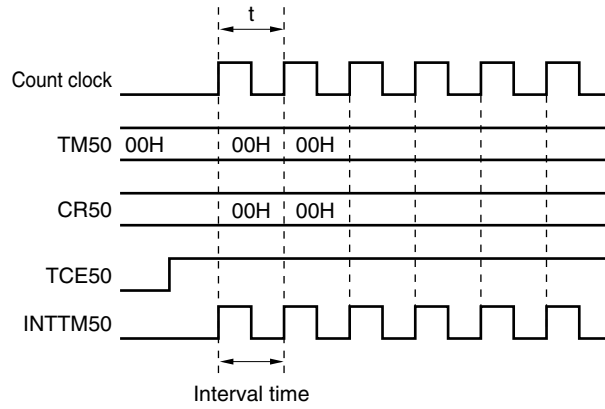 t
Count clock
TM50 00H 00H 00H
CR50 00H 00H
TCE50
INTTM50
Interval time